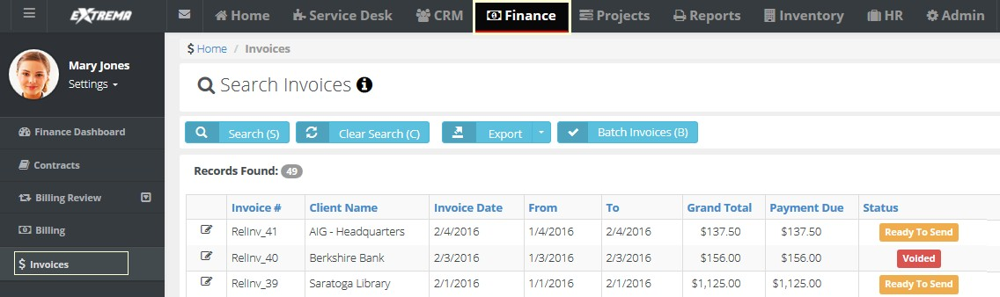 EXTREMA Home Service Desk CRM Finance Projects Reports Inventory HR Admin
$ Home / Invoices
Mary Jones
Settings
Search Invoices
Search (S) Clear Search (C) Export Batch Invoices (B)
Finance Dashboard
Contracts
Billing Review
Billing
$ Invoices
Records Found: 49
Invoice # Client Name Invoice Date From To Grand Total Payment Due Status
RelInv_41 AIG - Headquarters 2/4/2016 1/4/2016 2/4/2016 $137.50 $137.50 Ready To Send
RelInv_40 Berkshire Bank 2/3/2016 1/3/2016 2/3/2016 $156.00 $156.00 Voided
RelInv_39 Saratoga Library 2/1/2016 1/1/2016 2/1/2016 $1,125.00 $1,125.00 Ready To Send